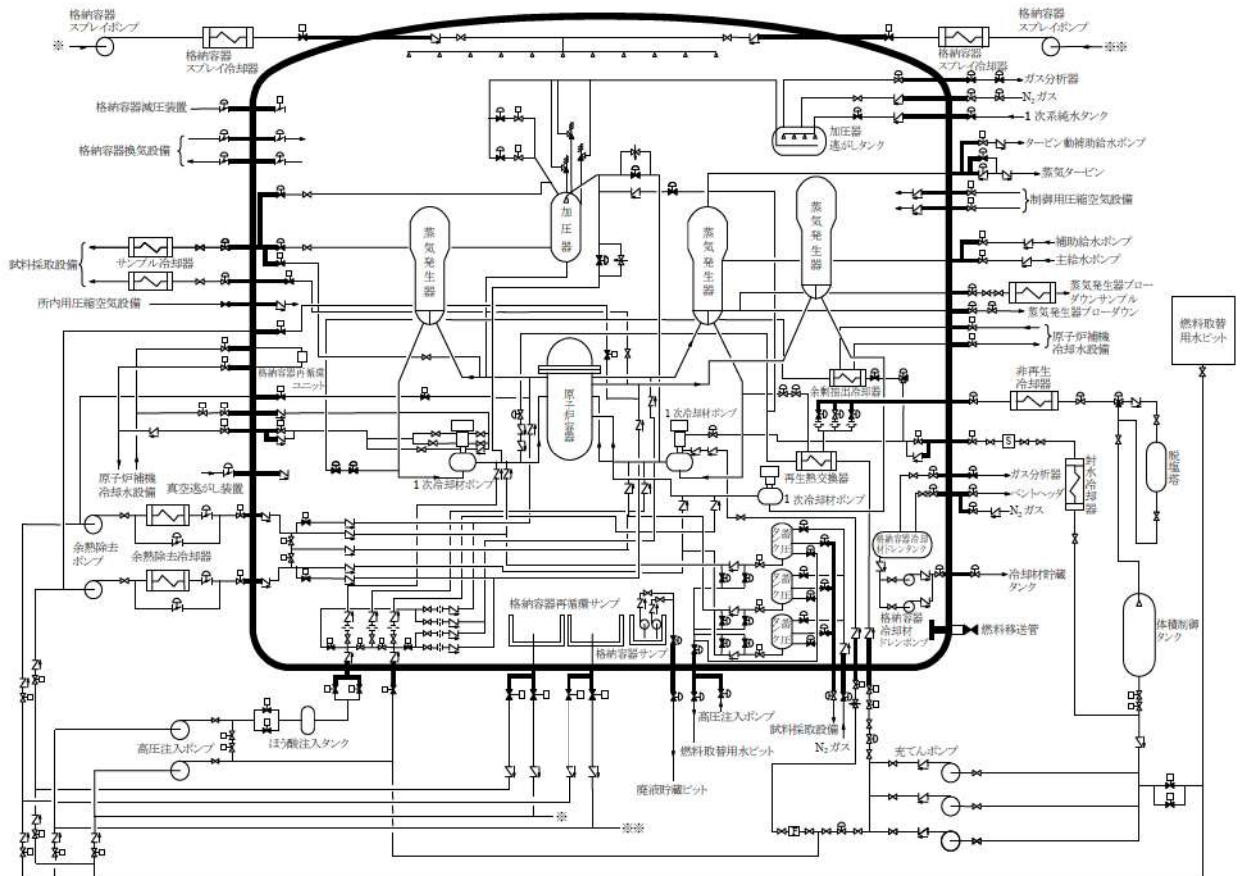 格納容器
スプレイポンプ
※
格納容器
スプレイ冷却器
格納容器
スプレイポンプ
※※
格納容器
スプレイ冷却器
ガス分析器
N₂ガス
1次系純水タンク
加圧器
逃がしタンク
格納容器減圧装置
格納容器換気設備
タービン動補助給水ポンプ
蒸気タービン
制御用圧縮空気設備
加圧器
蒸気発生器
蒸気発生器
蒸気発生器
補助給水ポンプ
主給水ポンプ
試料採取設備
サンプル冷却器
所内用圧縮空気設備
蒸気発生器ブロー
ダウンサンプル
蒸気発生器ブローダウン
原子炉補機
冷却水設備
燃料取替
用水ピット
格納容器再循環
ユニット
原子炉容器
余剰抽出冷却器
非再生
冷却器
1次冷却材ポンプ
1次冷却材ポンプ
再生熱交換器
1次冷却材ポンプ
S
封水冷却器
脱塩塔
原子炉補機
冷却水設備
真空逃がし装置
ガス分析器
ベントヘッダ
N₂ガス
余熱除去
ポンプ
余熱除去冷却器
蓄圧タンク
蓄圧タンク
蓄圧タンク
格納容器冷却
材ドレンタンク
冷却材貯蔵
タンク
格納容器
冷却材
ドレンポンプ
燃料移送管
体積制御
タンク
格納容器再循環サンプ
格納容器サンプ
高圧注入ポンプ
ほう酸注入タンク
高圧注入ポンプ
燃料取替用水ピット
廃液貯蔵ピット
試料採取設備
N₂ガス
充てんポンプ
F
※
※※